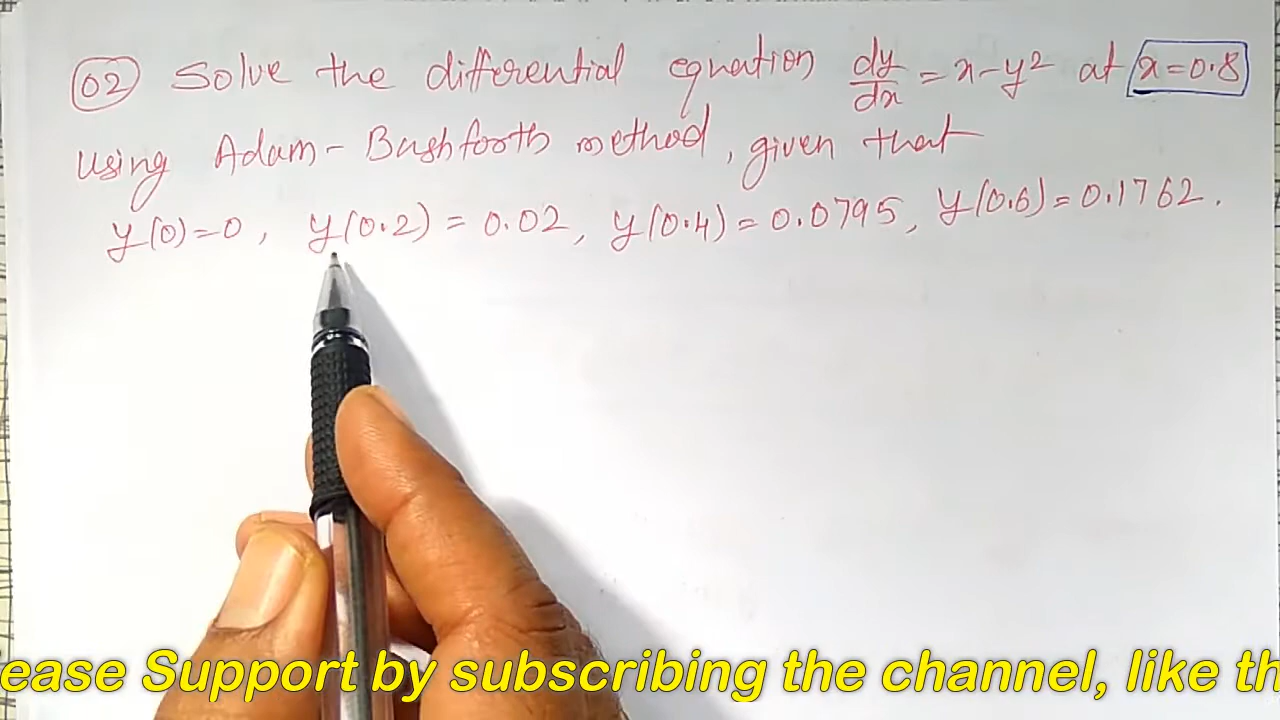 02 Solve the differential equation dy/dx = x-y² at x=0.8
Using Adam-Bashforth method, given that
y(0)=0, y(0.2) = 0.02, y(0.4) = 0.0795, y(0.6) = 0.1762.
ease Support by subscribing the channel, like th